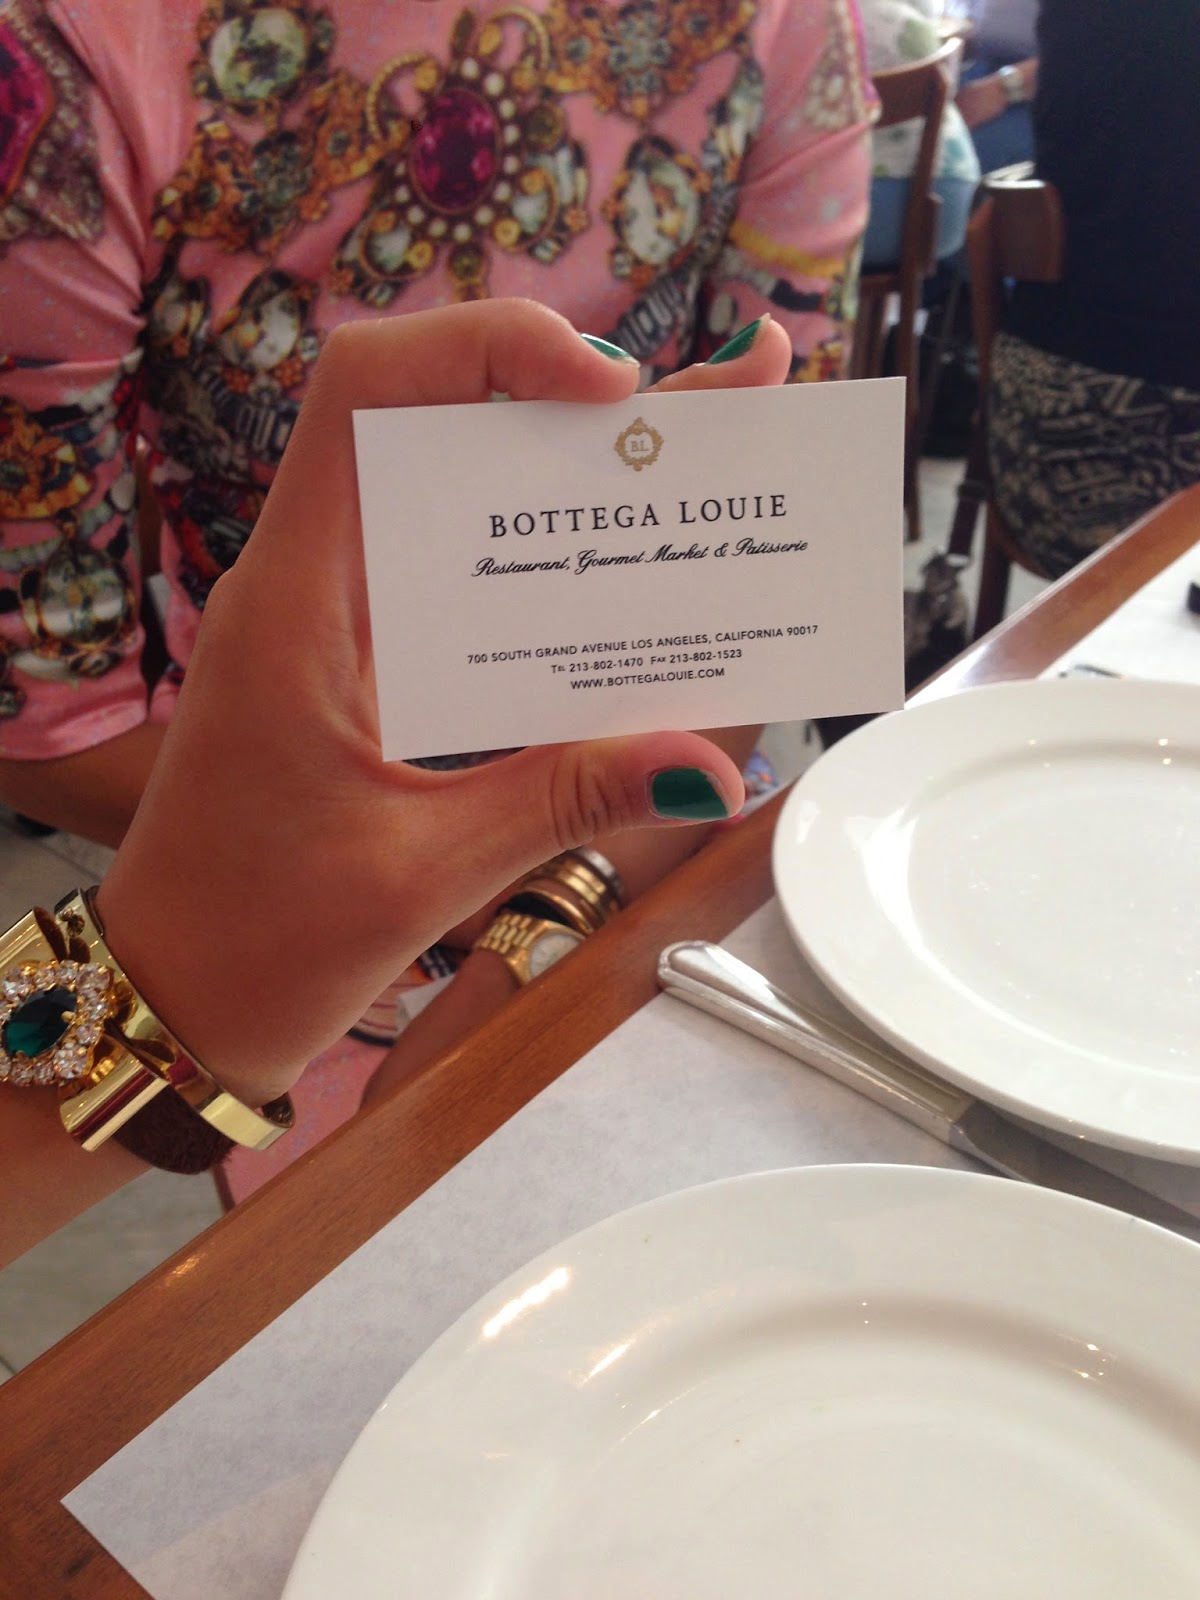 B.L.
BOTTEGA LOUIE
Restaurant, Gourmet Market & Patisserie
700 SOUTH GRAND AVENUE LOS ANGELES, CALIFORNIA 90017
TEL 213-802-1470 FAX 213-802-1523
WWW.BOTTEGALOUIE.COM